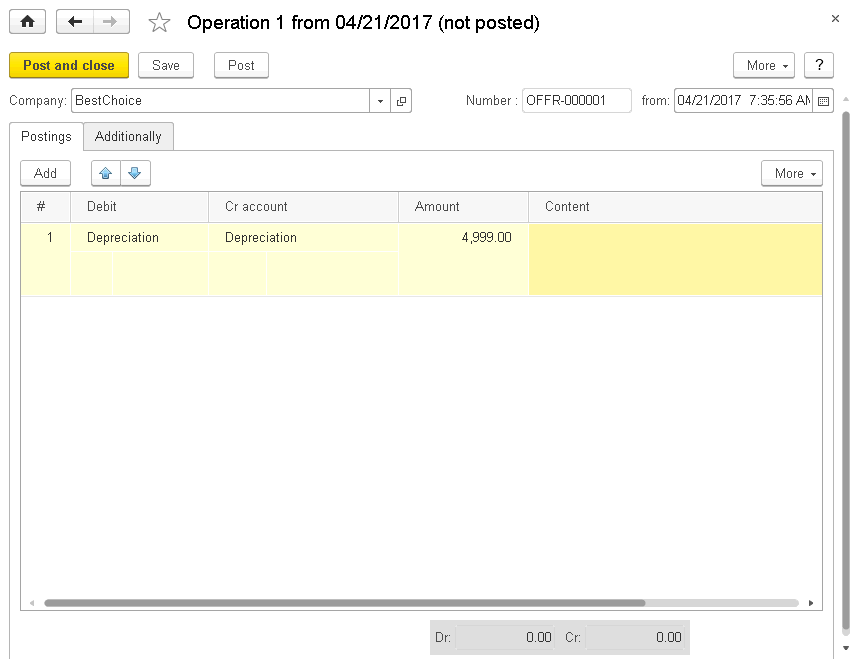 Operation 1 from 04/21/2017 (not posted)
Post and close Save Post More ?
Company: BestChoice Number : OFFR-000001 from: 04/21/2017 7:35:56 AM
Postings Additionally
Add More
# Debit Cr account Amount Content
1 Depreciation Depreciation 4,999.00
Dr: 0.00 Cr: 0.00